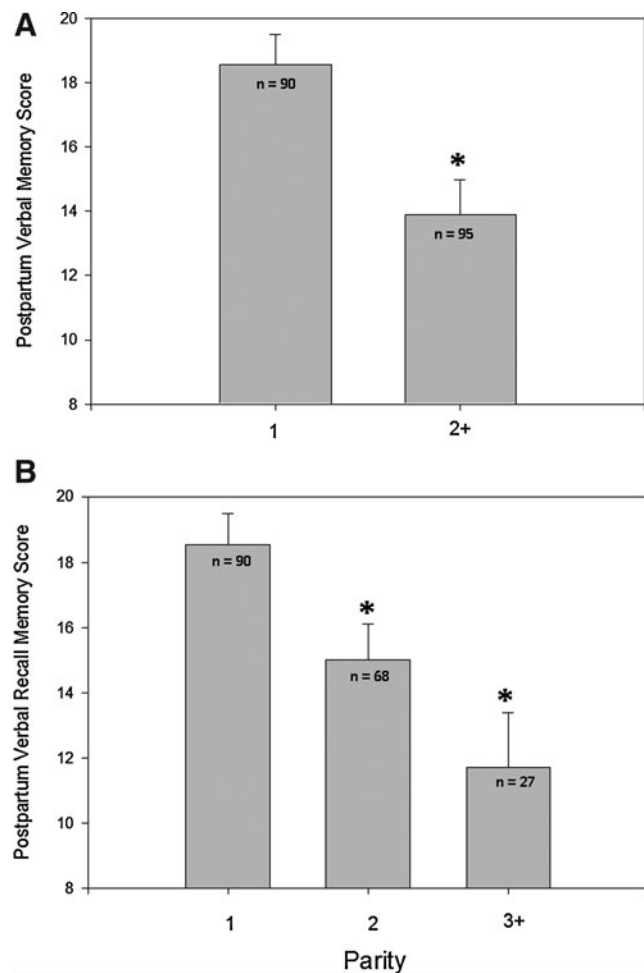 A
Postpartum Verbal Memory Score
20
18
16
14
12
10
8
n = 90
*
n = 95
1
2+
B
Postpartum Verbal Recall Memory Score
20
18
16
14
12
10
8
n = 90
*
n = 68
*
n = 27
1
2
3+
Parity